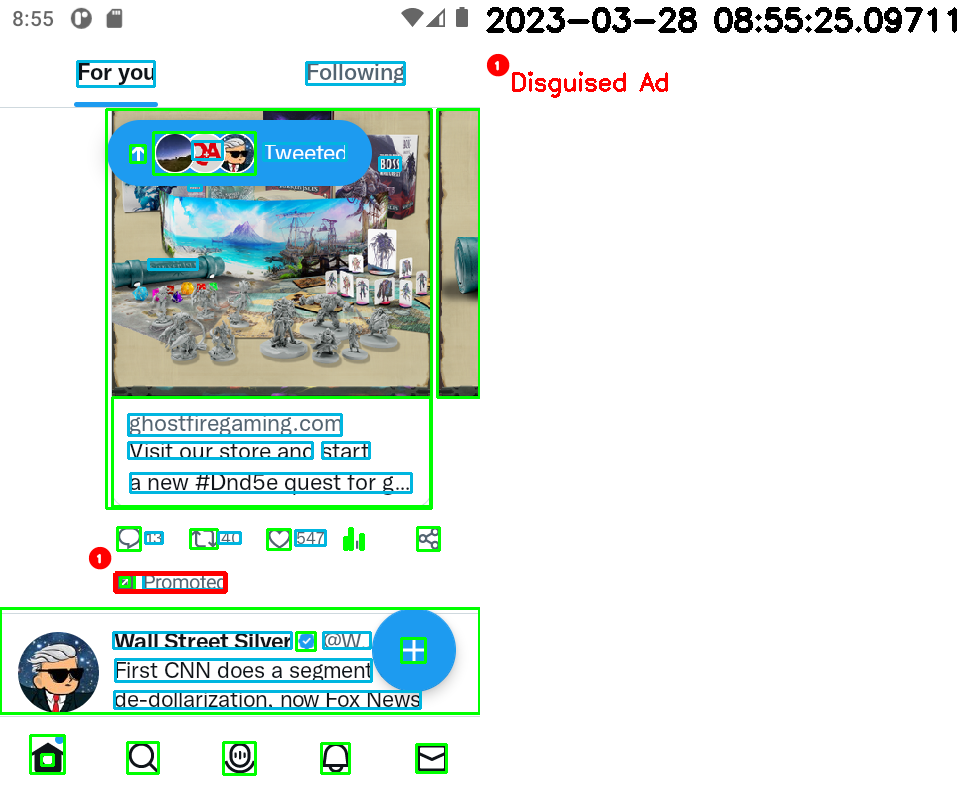 8:55
2023-03-28 08:55:25.09711
1
Disguised Ad
For you
Following
Tweeted
BOSS
ghostfiregaming.com
Visit our store and start
a new #Dnd5e quest for g...
13
40
547
1
Promoted
Wall Street Silver @W
First CNN does a segment
de-dollarization, now Fox News